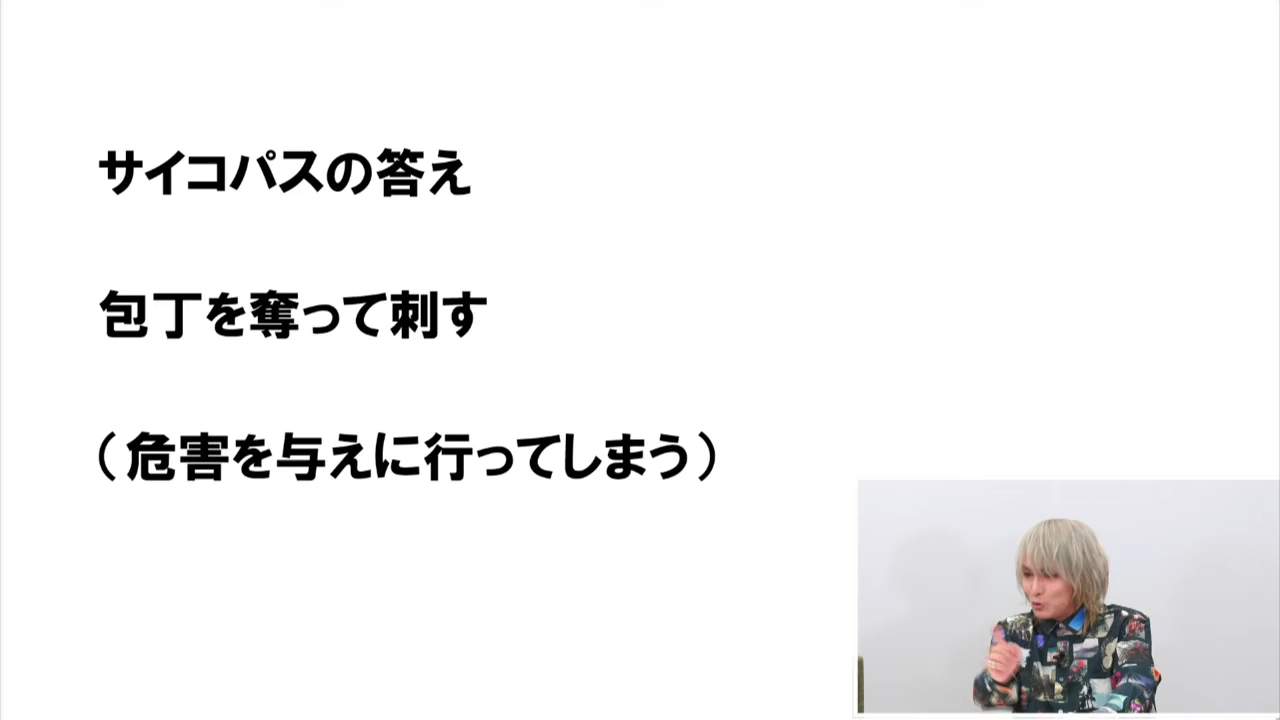 サイコパスの答え
包丁を奪って刺す
（危害を与えに行ってしまう）